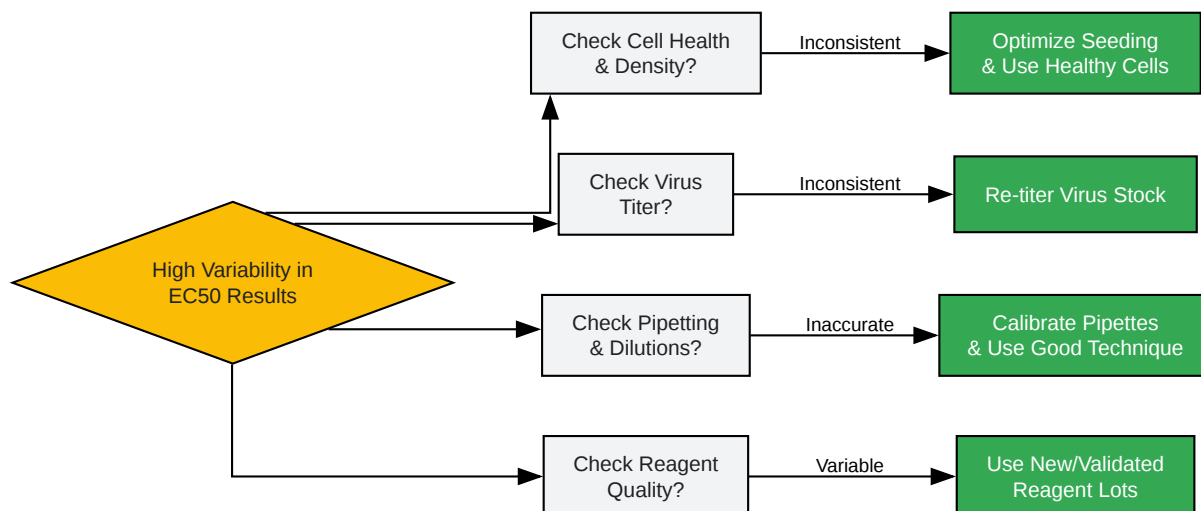 Check Cell Health
& Density?
Inconsistent
Optimize Seeding
& Use Healthy Cells
Check Virus
Titer?
Inconsistent
Re-titer Virus Stock
High Variability in
EC50 Results
Check Pipetting
& Dilutions?
Inaccurate
Calibrate Pipettes
& Use Good Technique
Check Reagent
Quality?
Variable
Use New/Validated
Reagent Lots